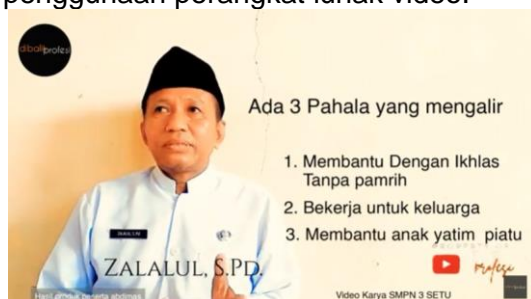 penggunaan perangkat lunak video.
dibalikprofesi
Ada 3 Pahala yang mengalir
1. Membantu Dengan Ikhlas
Tanpa pamrih
2. Bekerja untuk keluarga
3. Membantu anak yatim piatu
ZALALUL, S.PD.
profesi
Video Karya SMPN 3 SETU